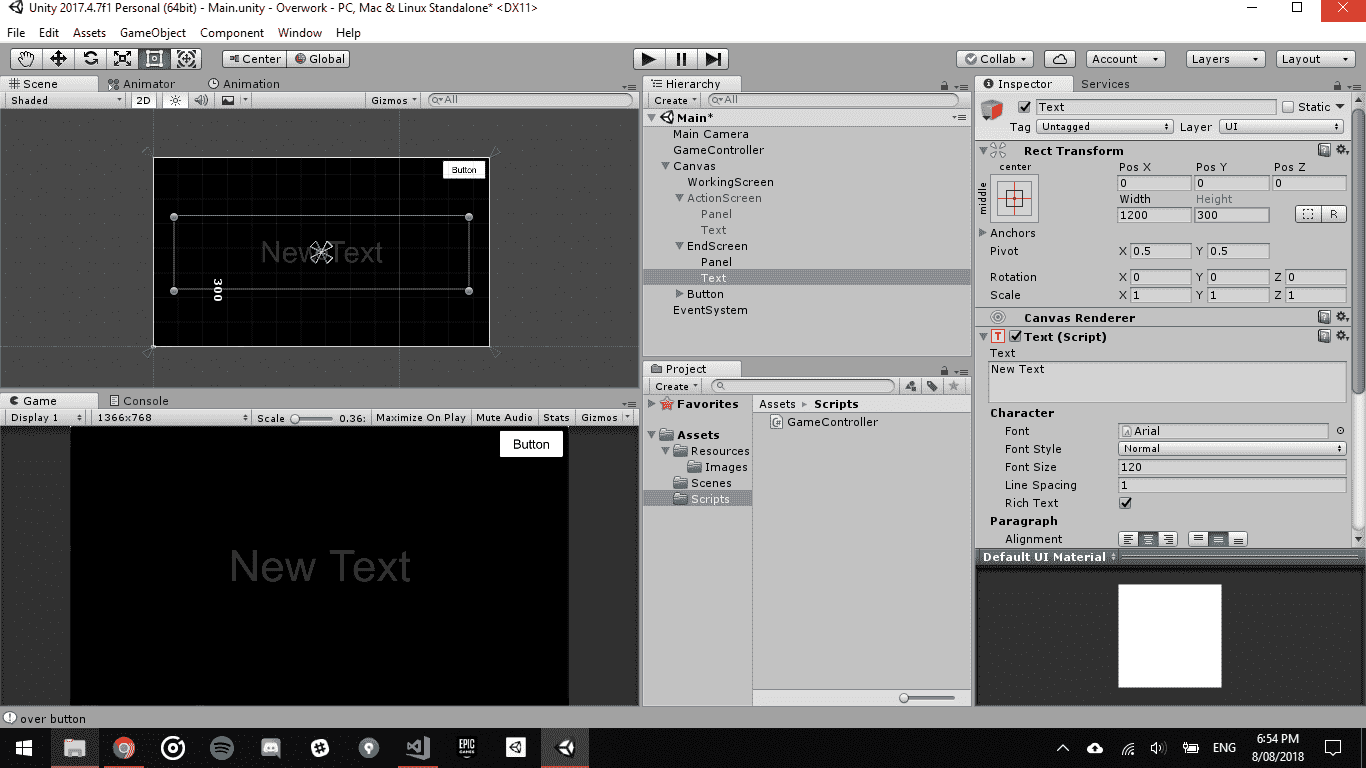 Unity 2017.4.7f1 Personal (64bit) - Main.unity - Overwork - PC, Mac & Linux Standalone* <DX11>
File Edit Assets GameObject Component Window Help
Center Global Collab Account Layers Layout
Scene Animator Animation
Shaded 2D Gizmos All
Button
New Text
300
Game Console
Display 1 1366x768 Scale 0.36: Maximize On Play Mute Audio Stats Gizmos
Button
New Text
Hierarchy
Create All
Main*
Main Camera
GameController
Canvas
WorkingScreen
ActionScreen
Panel
Text
EndScreen
Panel
Text
Button
EventSystem
Project
Create
Favorites
Assets
Resources
Images
Scenes
Scripts
Assets Scripts
GameController
Inspector Services
Text Static
Tag Untagged Layer UI
Rect Transform
center Pos X Pos Y Pos Z
middle
0 0 0
Width Height
1200 300 R
Anchors
Pivot X 0.5 Y 0.5
Rotation X 0 Y 0 Z 0
Scale X 1 Y 1 Z 1
Canvas Renderer
T Text (Script)
Text
New Text
Character
Font Arial
Font Style Normal
Font Size 120
Line Spacing 1
Rich Text
Paragraph
Alignment
Default UI Material
over button
EPIC GAMES
ENG
6:54 PM
8/08/2018